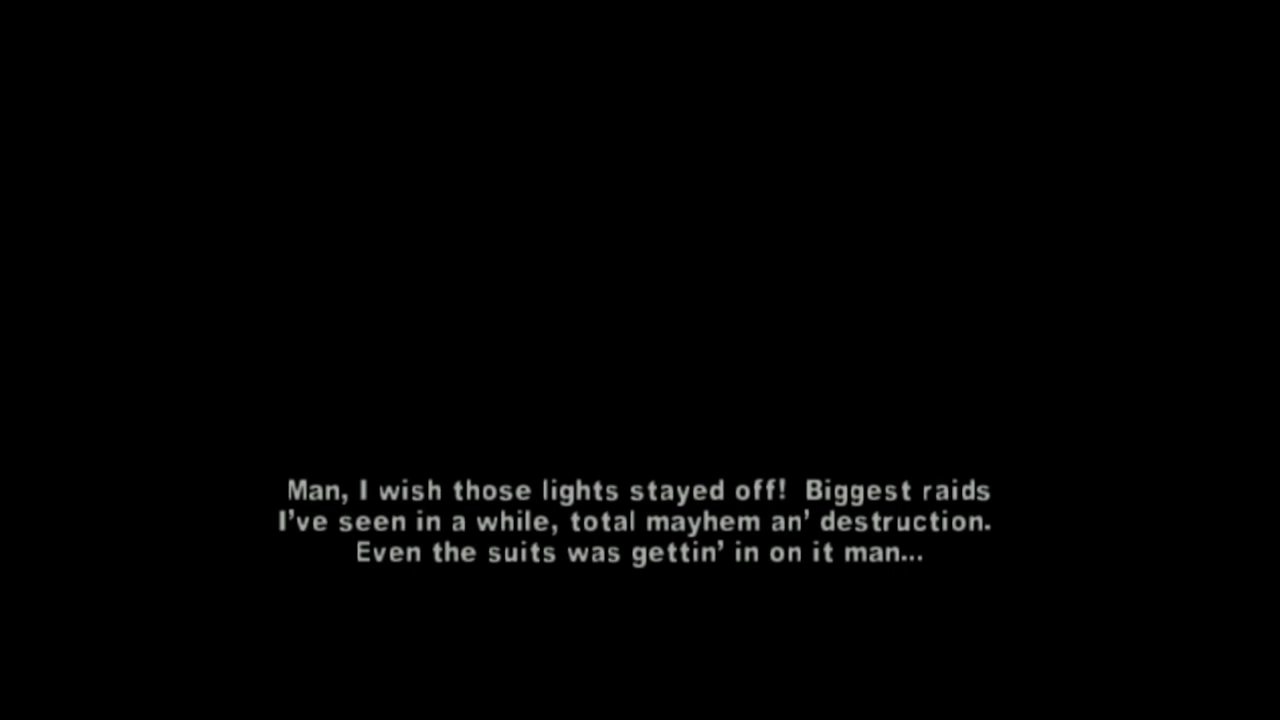 Man, I wish those lights stayed off!  Biggest raids
I've seen in a while, total mayhem an' destruction.
Even the suits was gettin' in on it man...